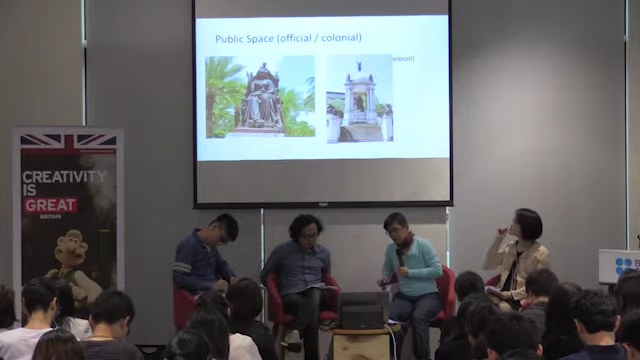 Public Space (official / colonial)
erpool)
CREATIVITY
IS
GREAT
BRITAIN
B